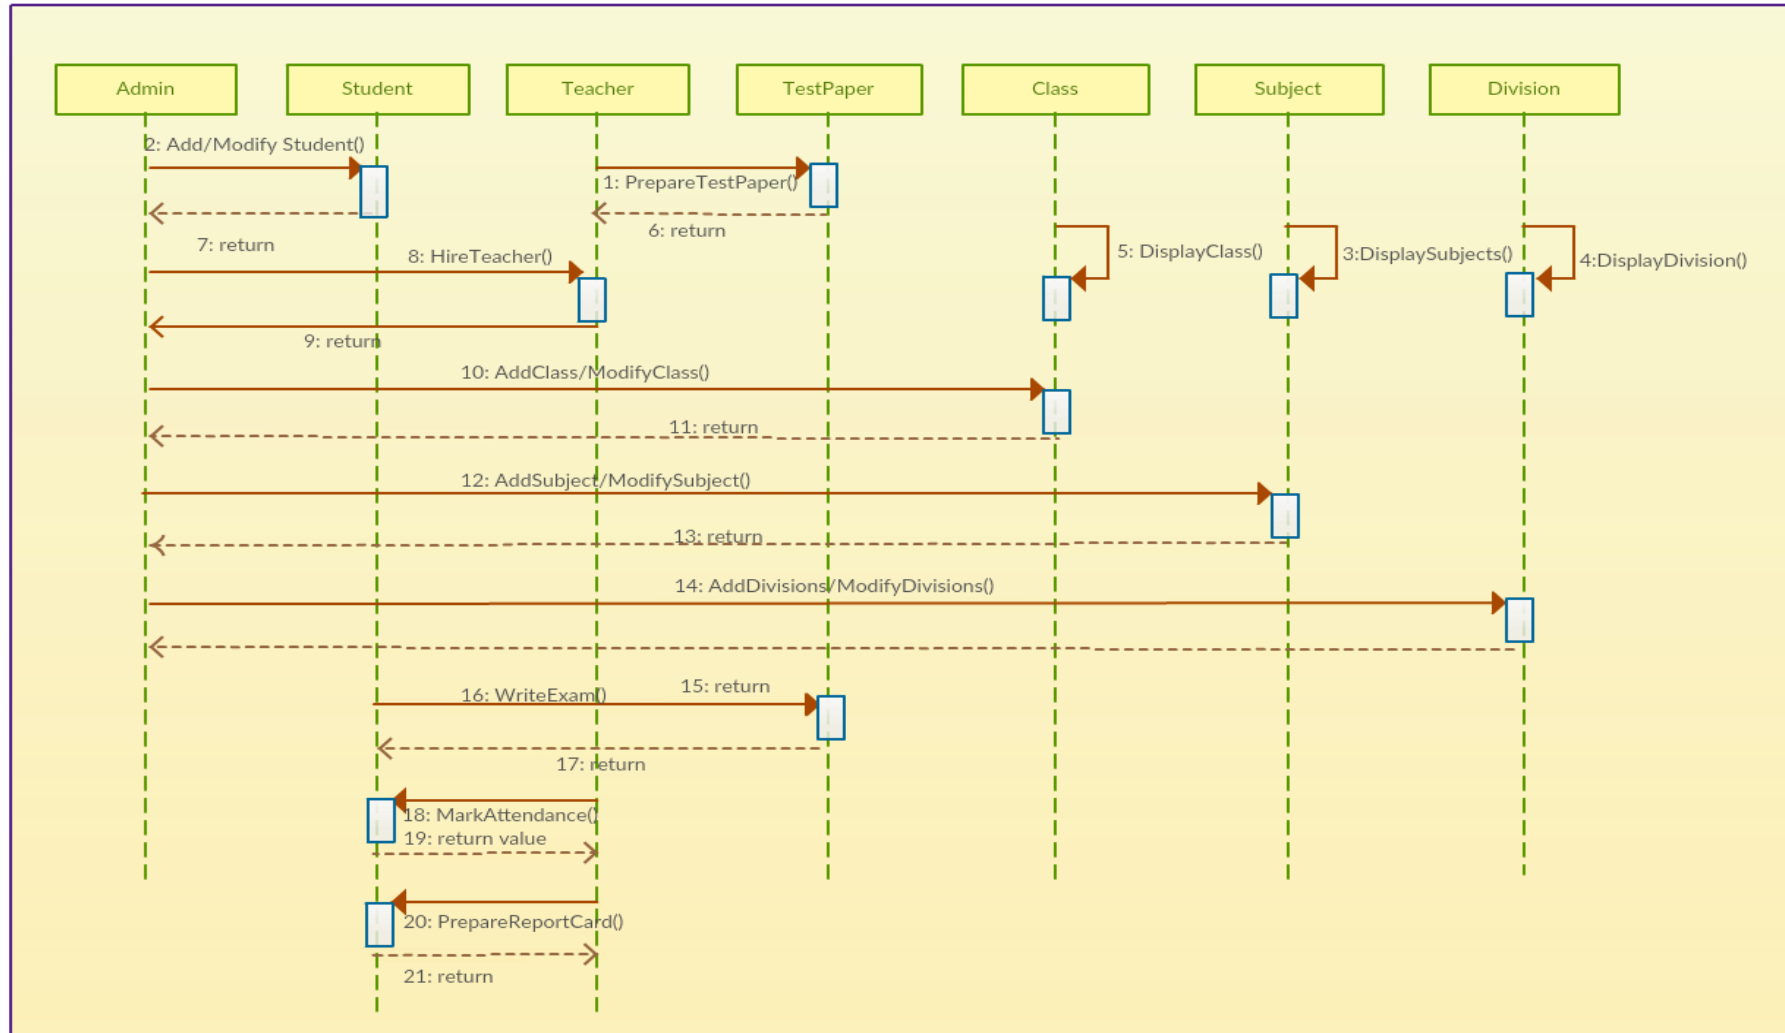 Admin
Student
Teacher
TestPaper
Class
Subject
Division
2: Add/Modify Student()
1: PrepareTestPaper()
6: return
7: return
8: HireTeacher()
5: DisplayClass()
3:DisplaySubjects()
4:DisplayDivision()
9: return
10: AddClass/ModifyClass()
11: return
12: AddSubject/ModifySubject()
13: return
14: AddDivisions/ModifyDivisions()
15: return
16: WriteExam()
17: return
18: MarkAttendance()
19: return value
20: PrepareReportCard()
21: return